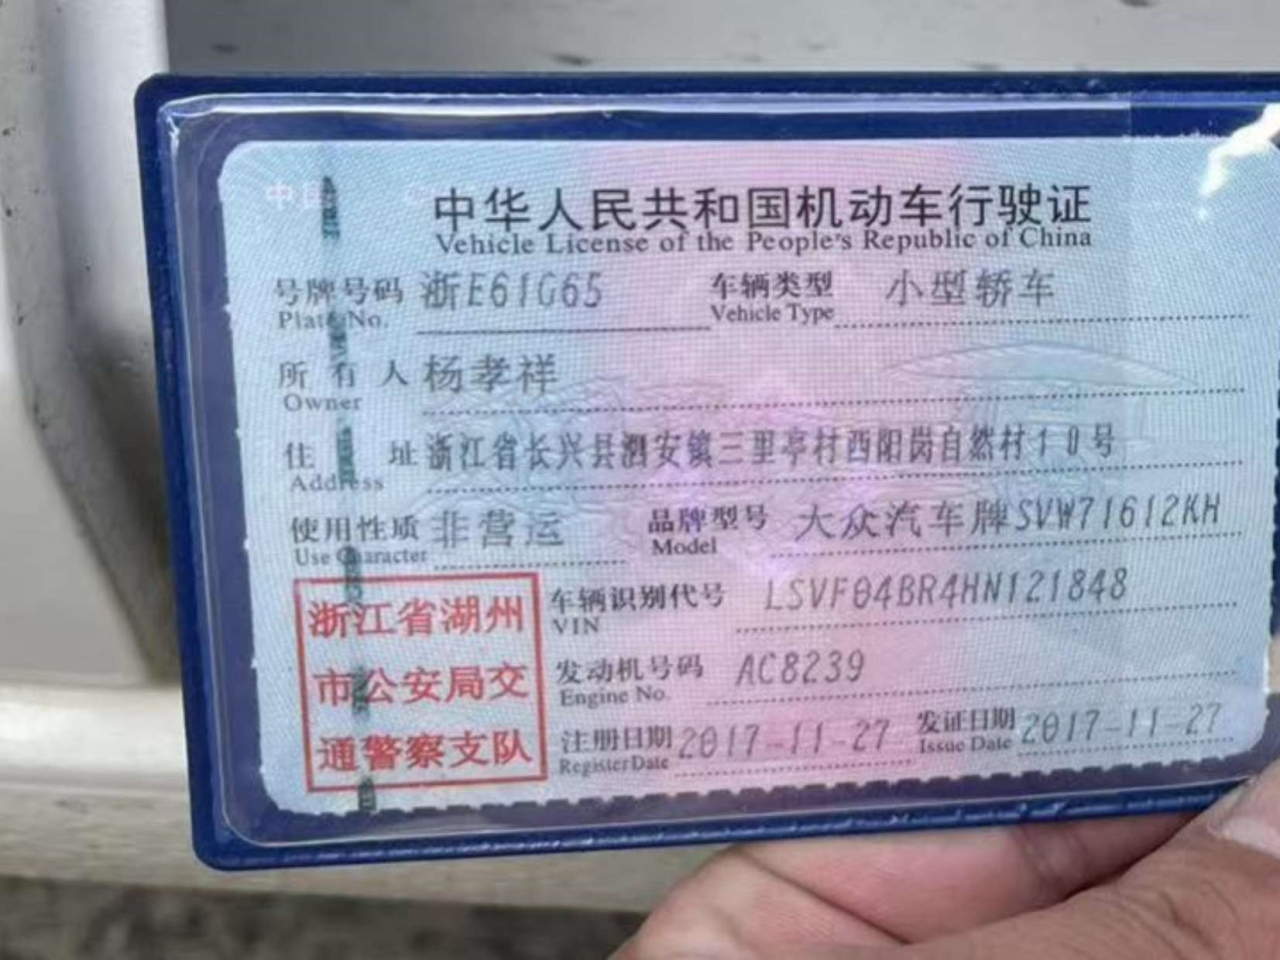 中华人民共和国机动车行驶证
Vehicle License of the People's Republic of China
号牌号码 浙E61G65 车辆类型 小型轿车
Plate No. Vehicle Type
所有人 杨孝祥
Owner
住址 浙江省长兴县泗安镇三里亭村西阳岗自然村10号
Address
使用性质 非营运 品牌型号 大众汽车牌SVW71612KH
Use Character Model
浙江省湖州
市公安局交
通警察支队
车辆识别代号 LSVF04BR4HN121848
VIN
发动机号码 AC8239
Engine No.
注册日期 2017-11-27 发证日期 2017-11-27
Register Date Issue Date